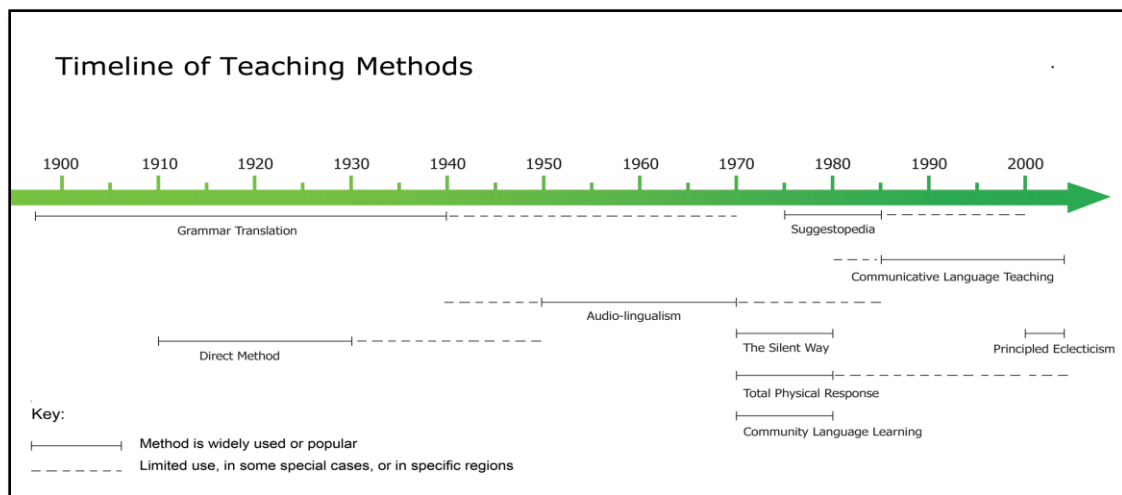 Timeline of Teaching Methods
1900 1910 1920 1930 1940 1950 1960 1970 1980 1990 2000
Grammar Translation
Suggestopedia
Communicative Language Teaching
Audio-lingualism
The Silent Way
Principled Eclecticism
Direct Method
Total Physical Response
Community Language Learning
Key:
Method is widely used or popular
Limited use, in some special cases, or in specific regions